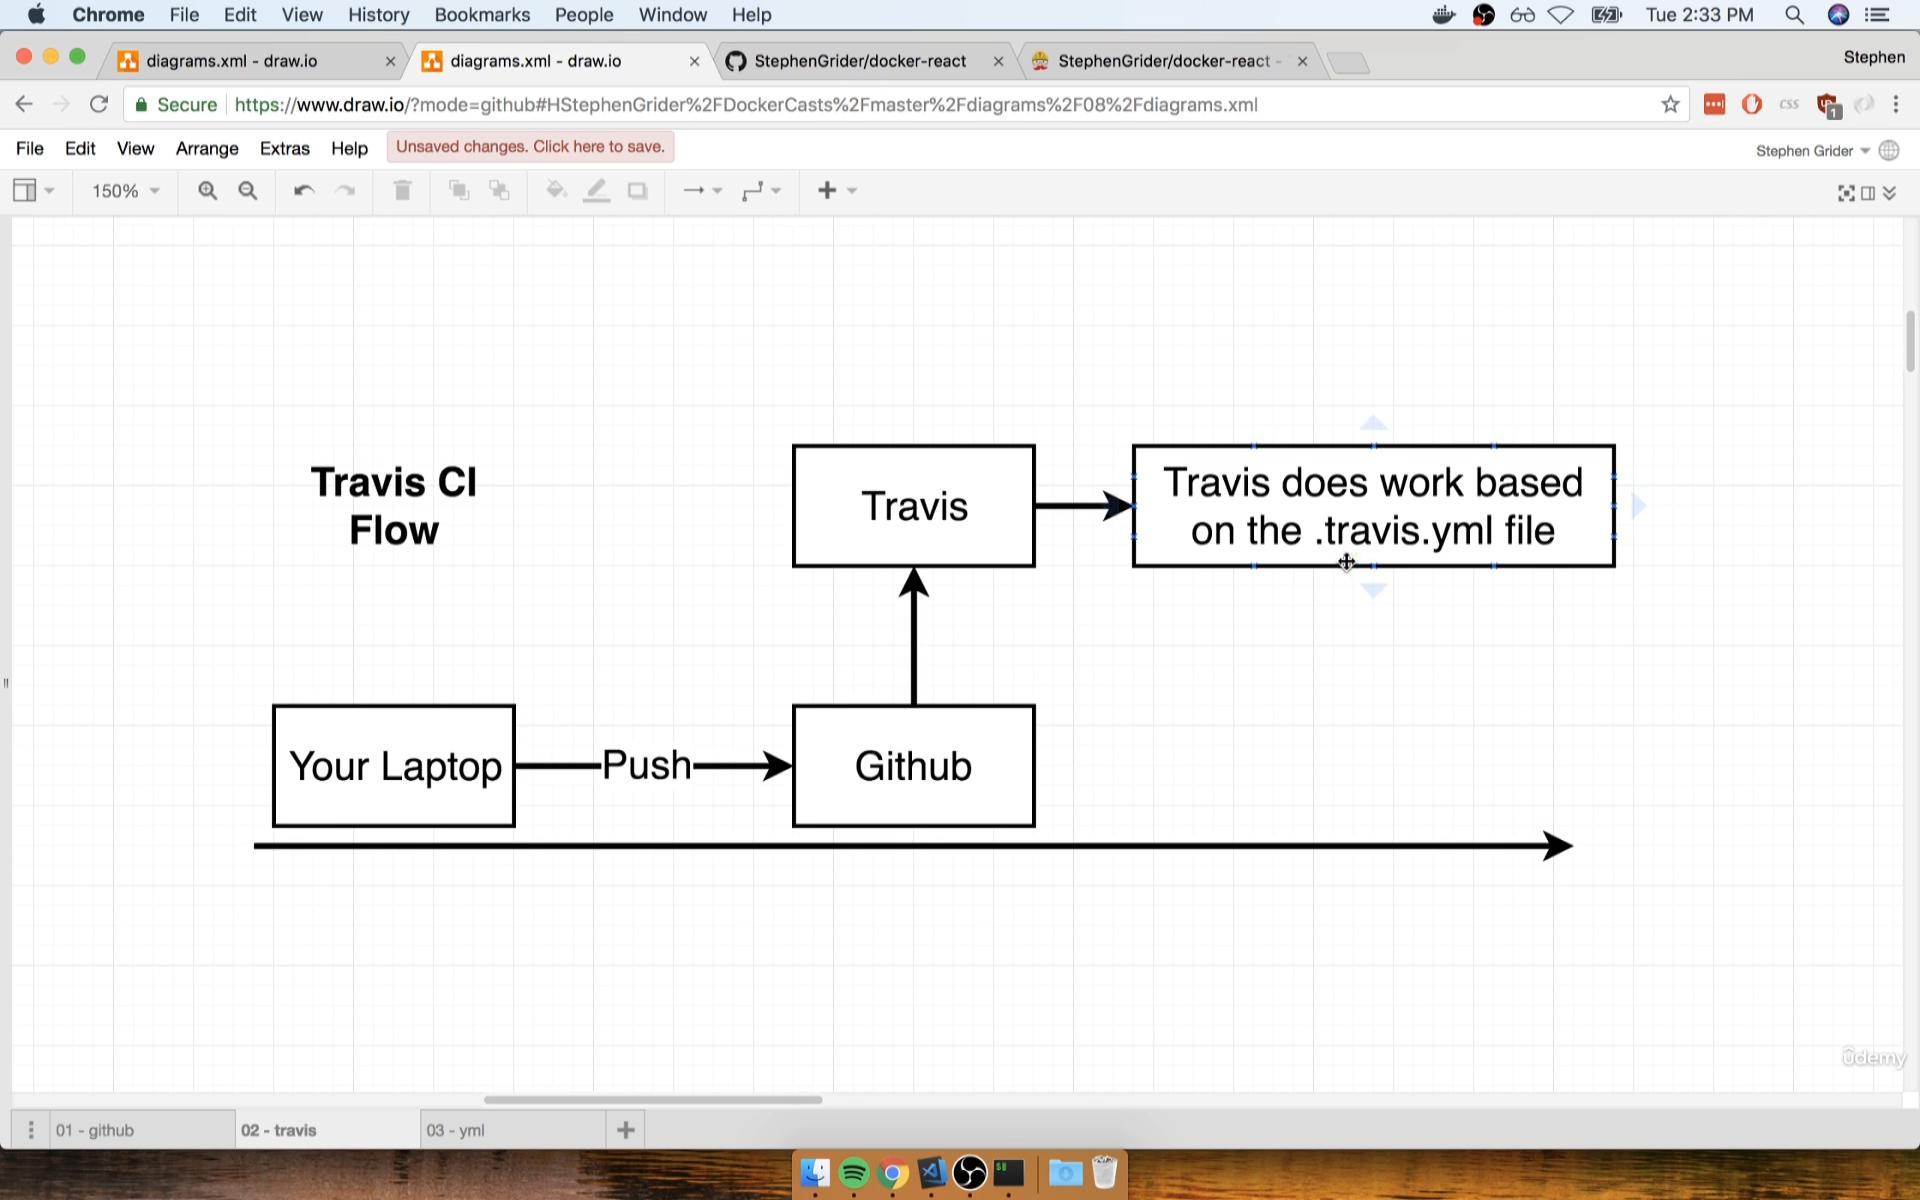 Chrome File Edit View History Bookmarks People Window Help Tue 2:33 PM
diagrams.xml - draw.io diagrams.xml - draw.io StephenGrider/docker-react StephenGrider/docker-react - Stephen
Secure https://www.draw.io/?mode=github#HStephenGrider%2FDockerCasts%2Fmaster%2Fdiagrams%2F08%2Fdiagrams.xml css 1
File Edit View Arrange Extras Help Unsaved changes. Click here to save. Stephen Grider
150%
Travis CI
Flow
Travis
Travis does work based
on the .travis.yml file
Your Laptop
Push
Github
ûdemy
01 - github 02 - travis 03 - yml